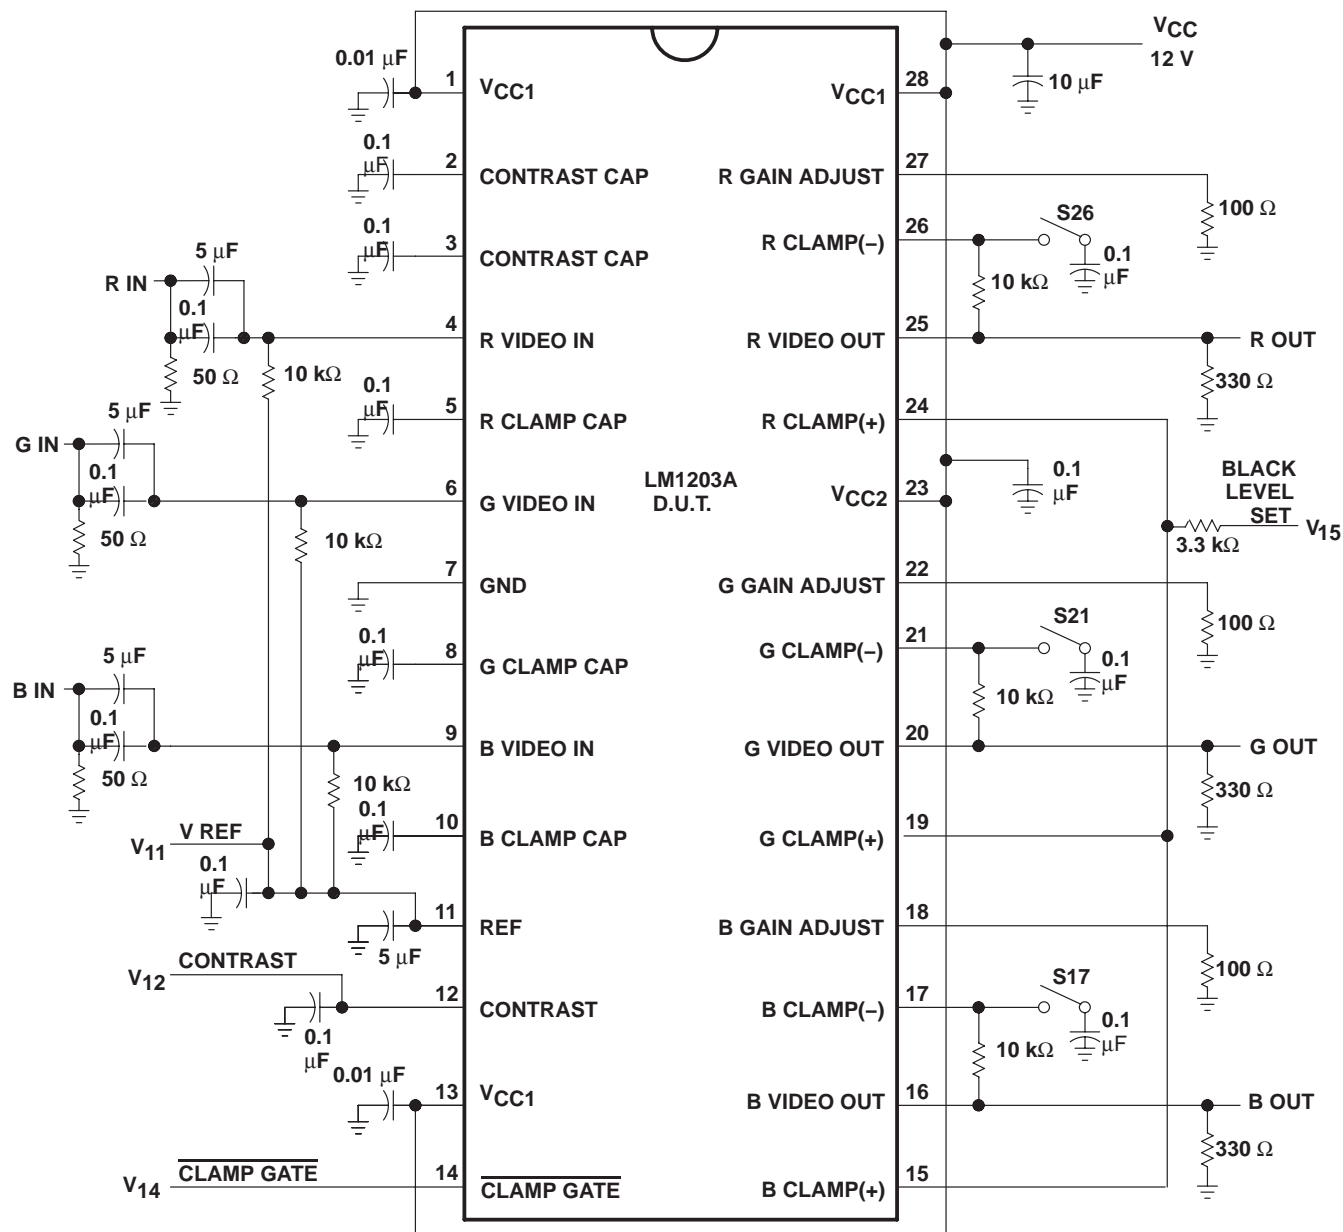 VCC
12 V
10 μF
0.01 μF
1
VCC1
VCC1
28
0.1
μF
2
CONTRAST CAP
R GAIN ADJUST
27
100 Ω
0.1
μF
3
CONTRAST CAP
R CLAMP(–)
26
S26
0.1
μF
10 kΩ
R IN
5 μF
0.1
μF
50 Ω
10 kΩ
4
R VIDEO IN
R VIDEO OUT
25
R OUT
330 Ω
0.1
μF
5
R CLAMP CAP
R CLAMP(+)
24
G IN
5 μF
0.1
μF
50 Ω
10 kΩ
6
G VIDEO IN
LM1203A
D.U.T.
VCC2
23
0.1
μF
BLACK
LEVEL
SET
V15
3.3 kΩ
7
GND
G GAIN ADJUST
22
100 Ω
0.1
μF
8
G CLAMP CAP
G CLAMP(–)
21
S21
0.1
μF
10 kΩ
B IN
5 μF
0.1
μF
50 Ω
10 kΩ
9
B VIDEO IN
G VIDEO OUT
20
G OUT
330 Ω
0.1
μF
10
B CLAMP CAP
G CLAMP(+)
19
V REF
V11
0.1
μF
5 μF
11
REF
B GAIN ADJUST
18
100 Ω
CONTRAST
V12
0.1
μF
12
CONTRAST
B CLAMP(–)
17
S17
0.1
μF
10 kΩ
0.01 μF
13
VCC1
B VIDEO OUT
16
B OUT
330 Ω
CLAMP GATE
V14
14
CLAMP GATE
B CLAMP(+)
15